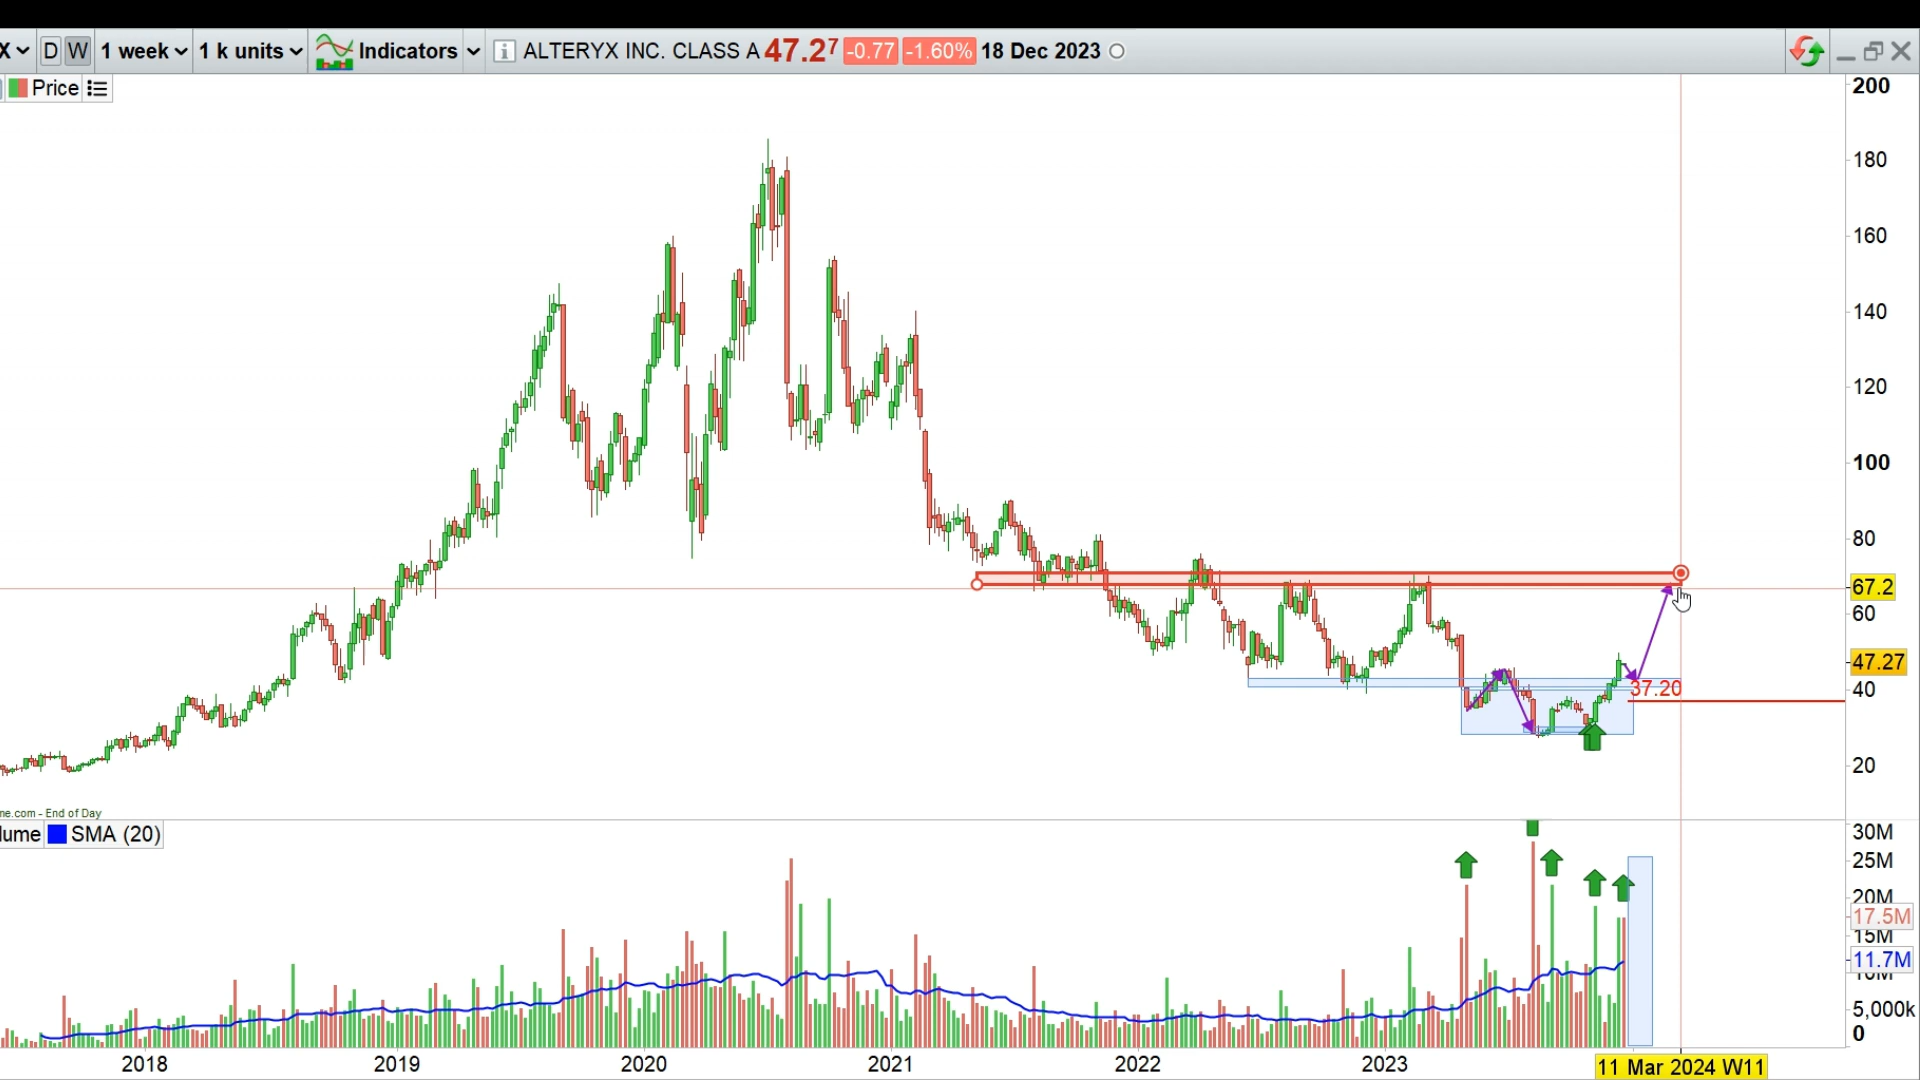 X D W 1 week 1 k units Indicators i ALTERYX INC. CLASS A 47.27 -0.77 -1.60% 18 Dec 2023
Price
200
180
160
140
120
100
80
67.2
60
47.27
40
37.20
20
me.com - End of Day
lume SMA (20)
30M
25M
20M
17.5M
15M
11.7M
10M
5,000k
0
2018 2019 2020 2021 2022 2023 11 Mar 2024 W11